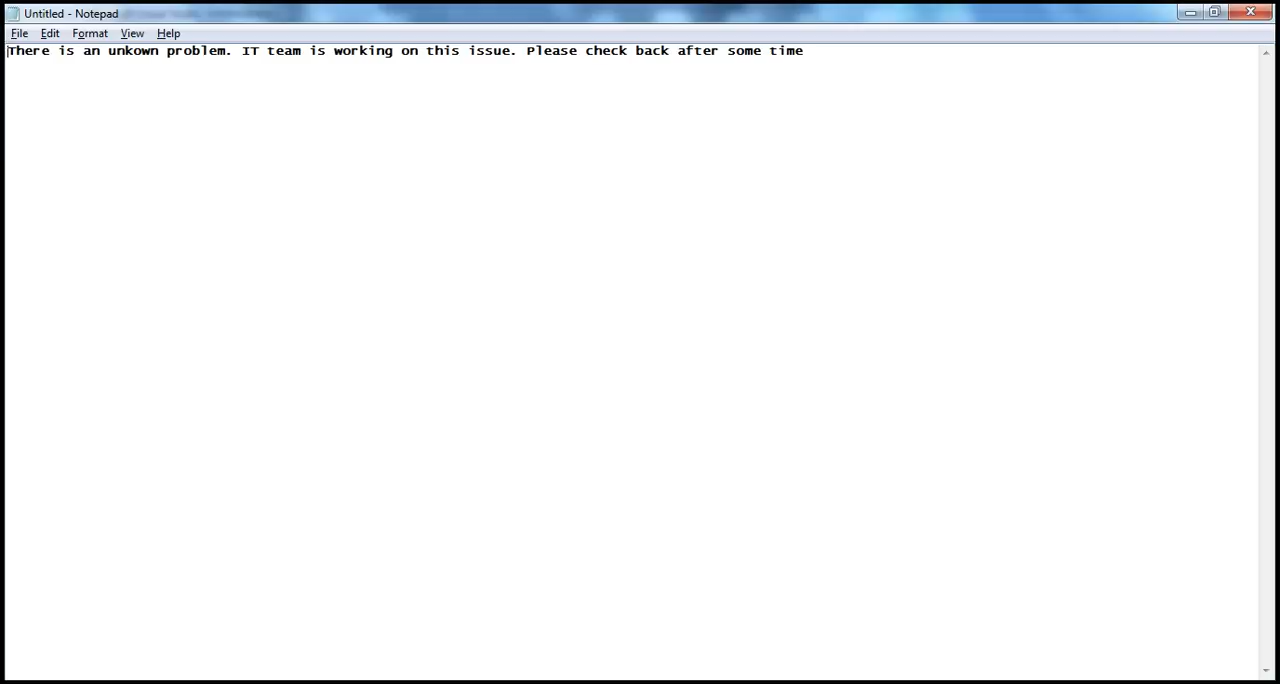 Untitled - Notepad
File Edit Format View Help
There is an unkown problem. IT team is working on this issue. Please check back after some time